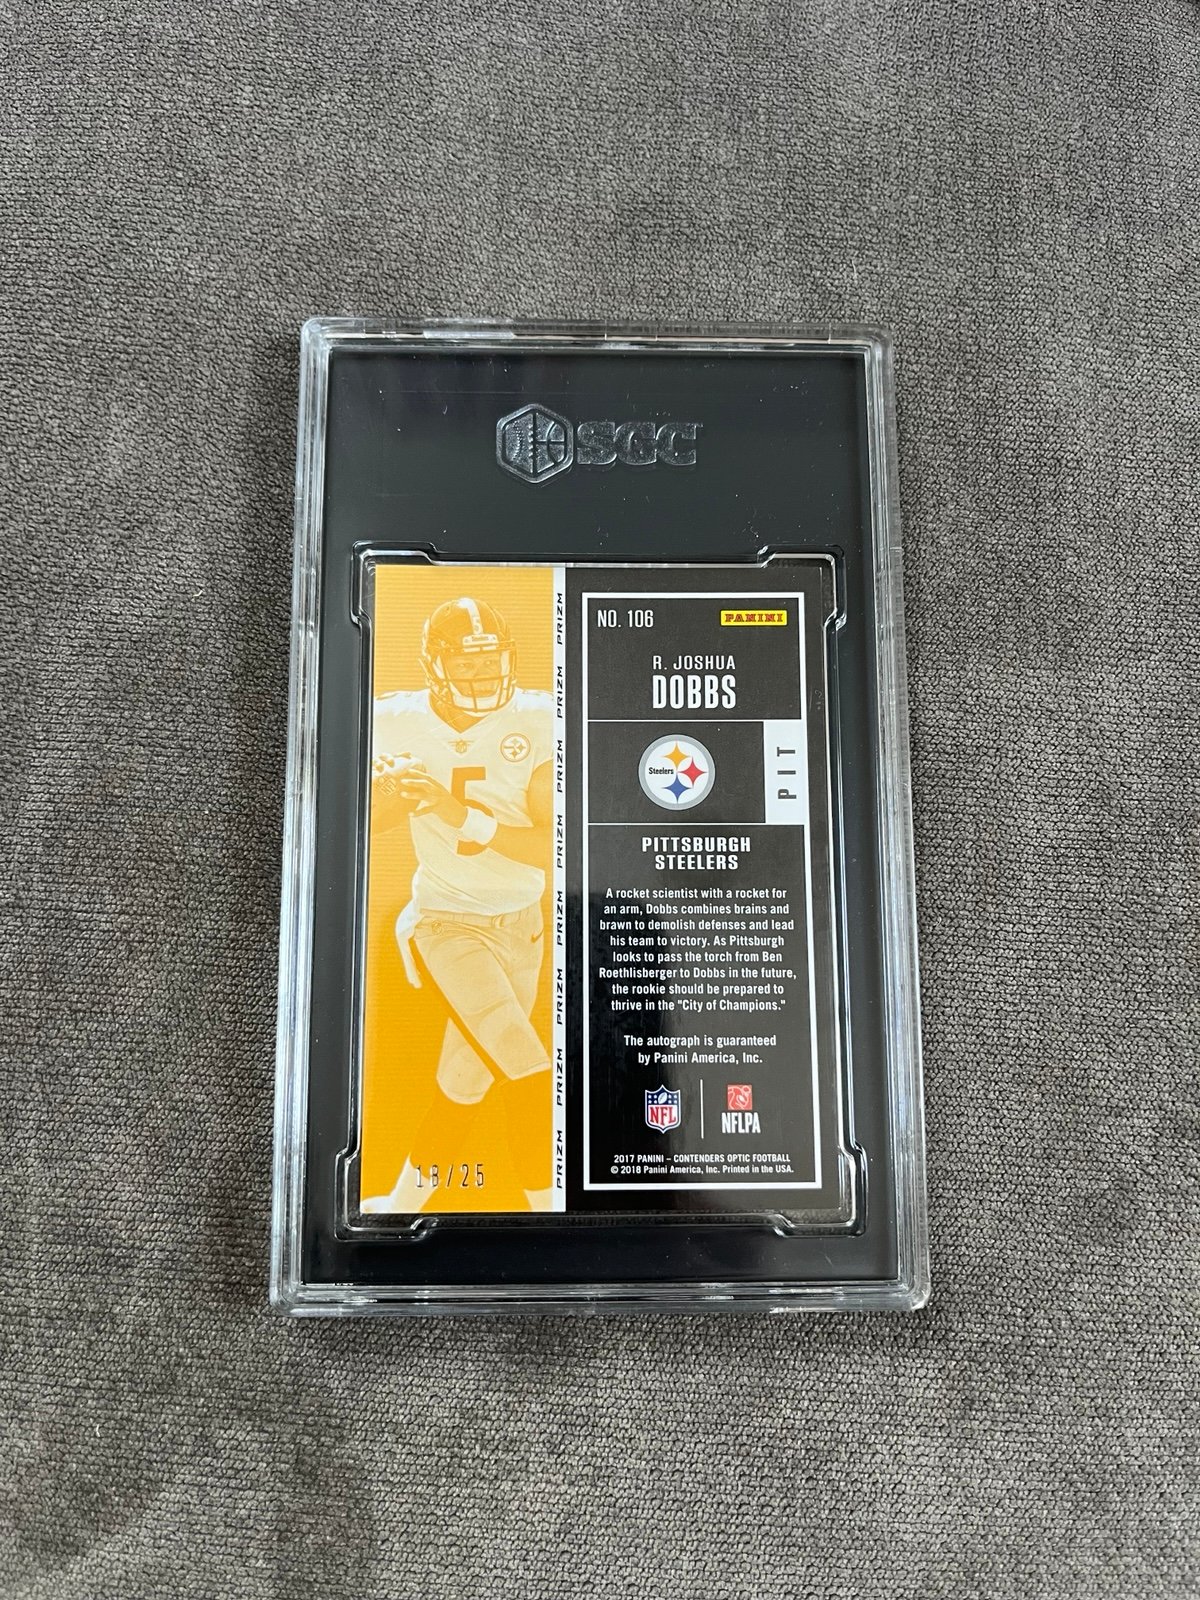 SGC
NO. 106
PANINI
R. JOSHUA
DOBBS
Steelers
PIT
PITTSBURGH
STEELERS
A rocket scientist with a rocket for
an arm, Dobbs combines brains and
brawn to demolish defenses and lead
his team to victory. As Pittsburgh
looks to pass the torch from Ben
Roethlisberger to Dobbs in the future,
the rookie should be prepared to
thrive in the "City of Champions."
The autograph is guaranteed
by Panini America, Inc.
NFL
NFLPA
2017 PANINI – CONTENDERS OPTIC FOOTBALL
© 2018 Panini America, Inc. Printed in the USA.
PRIZM PRIZM PRIZM PRIZM PRIZM PRIZM PRIZM PRIZM
5
18/25